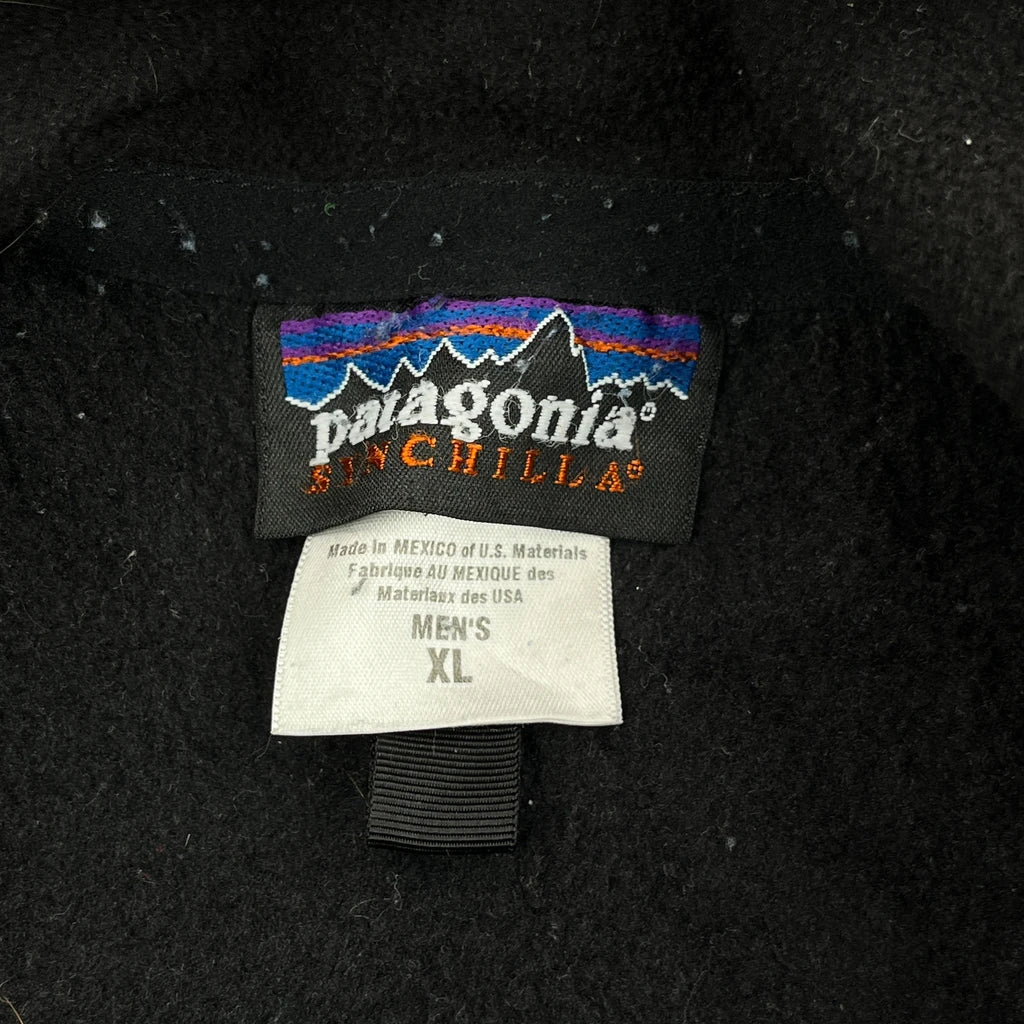 patagonia®
SYNCHILLA®
Made in MEXICO of U.S. Materials
Fabrique AU MEXIQUE des
Materiaux des USA
MEN'S
XL